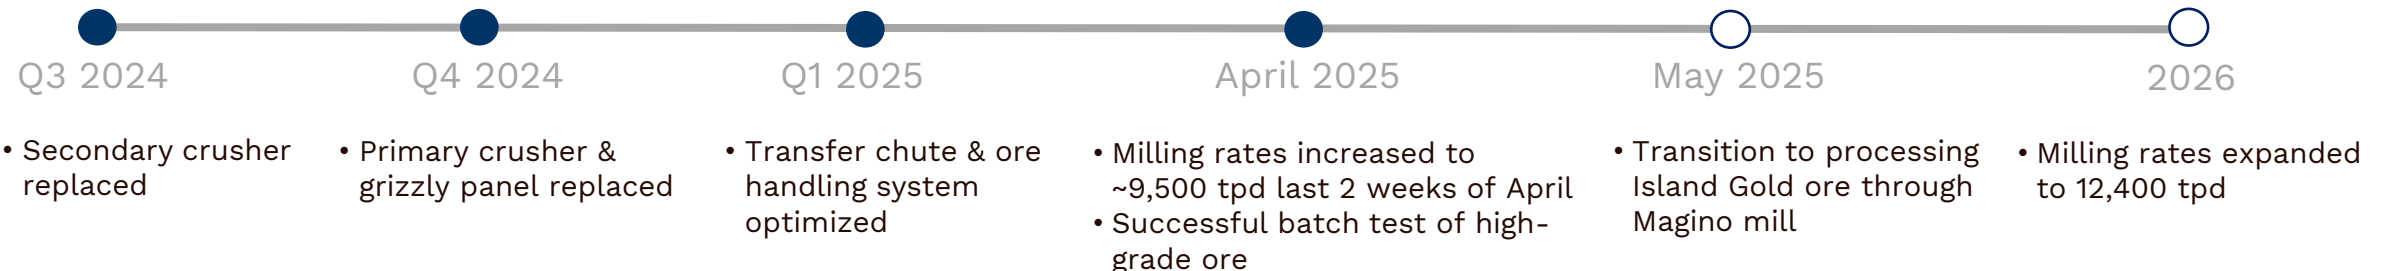 Q3 2024
Q4 2024
Q1 2025
April 2025
May 2025
2026
• Secondary crusher
replaced
• Primary crusher &
grizzly panel replaced
• Transfer chute & ore
handling system
optimized
• Milling rates increased to
~9,500 tpd last 2 weeks of April
• Successful batch test of high-
grade ore
• Transition to processing
Island Gold ore through
Magino mill
• Milling rates expanded
to 12,400 tpd